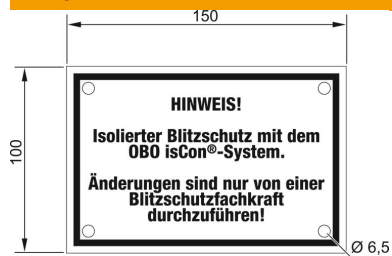 150
100
HINWEIS!
Isolierter Blitzschutz mit dem
OBO isCon®-System.
Änderungen sind nur von einer
Blitzschutzfachkraft
durchzuführen!
Ø 6,5